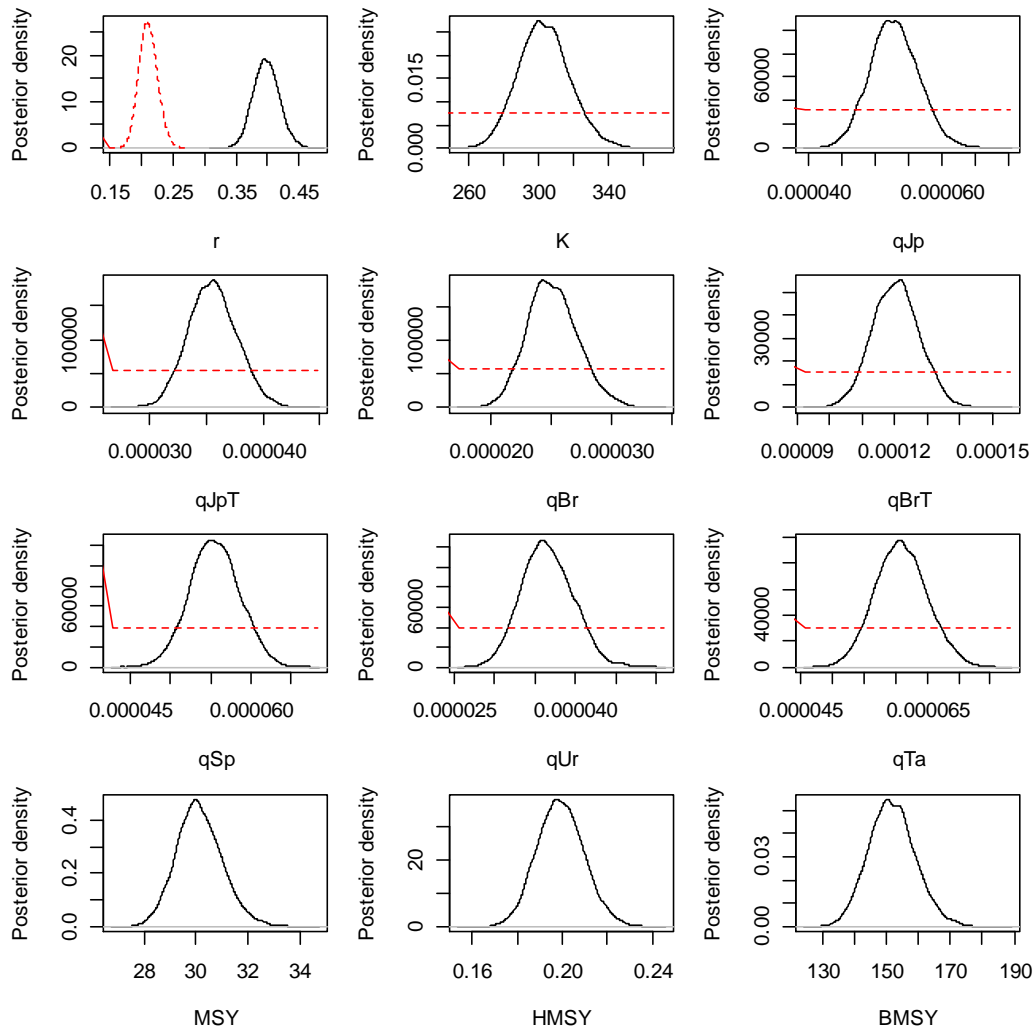 Posterior density
0 10 20
0.15 0.25 0.35 0.45
r
Posterior density
0.000 0.015
260 300 340
K
Posterior density
0 60000
0.000040 0.000060
qJp
Posterior density
0 100000
0.000030 0.000040
qJpT
Posterior density
0 100000
0.000020 0.000030
qBr
Posterior density
0 30000
0.00009 0.00012 0.00015
qBrT
Posterior density
0 60000
0.000045 0.000060
qSp
Posterior density
0 60000
0.000025 0.000040
qUr
Posterior density
0 40000
0.000045 0.000065
qTa
Posterior density
0.0 0.2 0.4
28 30 32 34
MSY
Posterior density
0 20
0.16 0.20 0.24
HMSY
Posterior density
0.00 0.03
130 150 170 190
BMSY